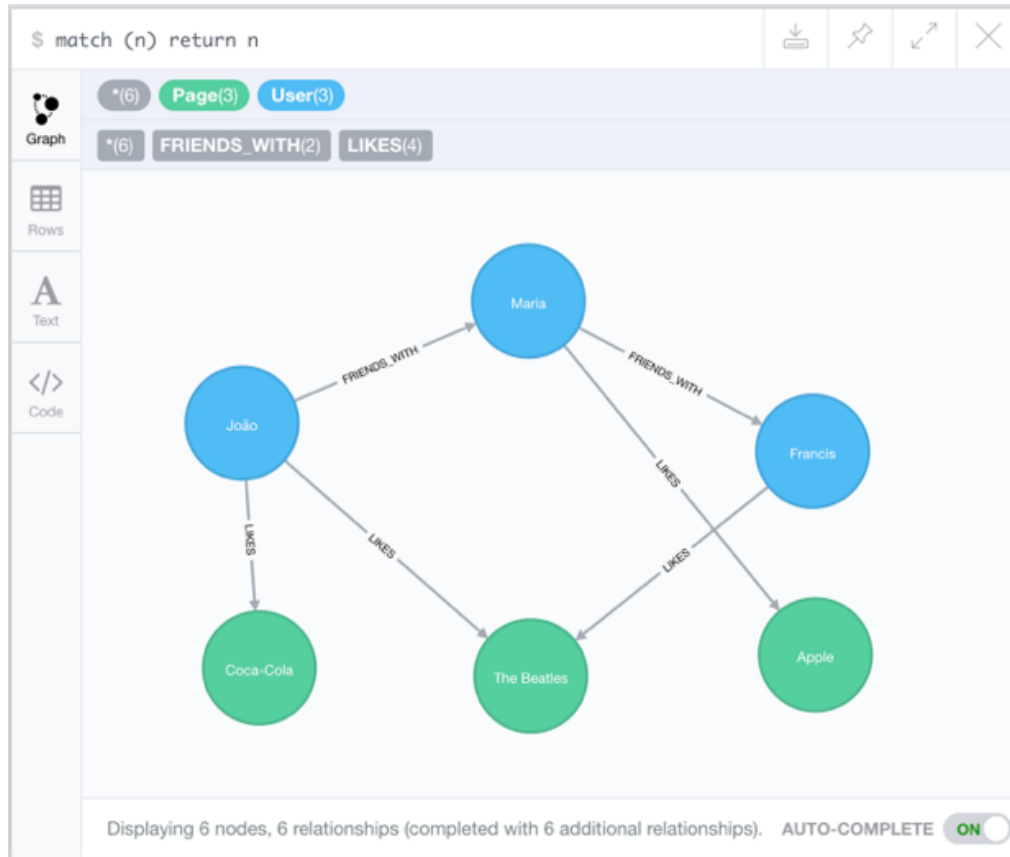 $ match (n) return n
*(6) Page(3) User(3)
Graph
*(6) FRIENDS_WITH(2) LIKES(4)
Rows
Text
Code
Maria
FRIENDS_WITH
FRIENDS_WITH
João
Francis
LIKES
LIKES
LIKES
LIKES
Coca-Cola
The Beatles
Apple
Displaying 6 nodes, 6 relationships (completed with 6 additional relationships). AUTO-COMPLETE ON